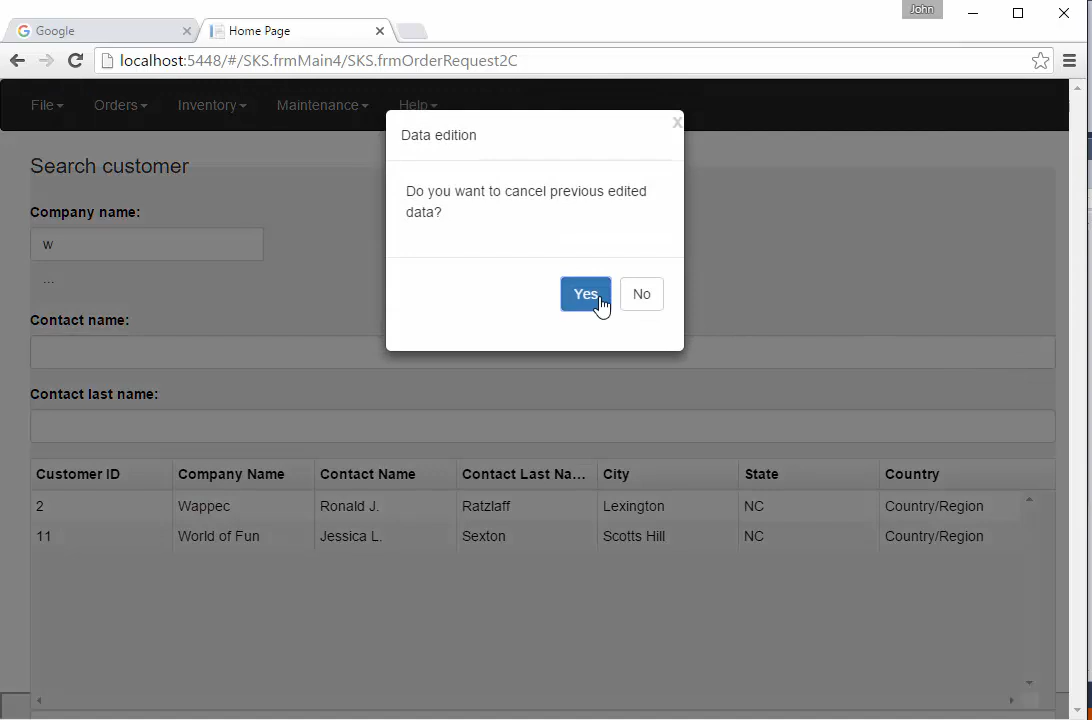 John
Google
Home Page
localhost:5448/#/SKS.frmMain4/SKS.frmOrderRequest2C
File Orders Inventory Maintenance Help
Data edition
x
Do you want to cancel previous edited
data?
Yes No
Search customer
Company name:
w
...
Contact name:
Contact last name:
Customer ID Company Name Contact Name Contact Last Na... City State Country
2 Wappec Ronald J. Ratzlaff Lexington NC Country/Region
11 World of Fun Jessica L. Sexton Scotts Hill NC Country/Region